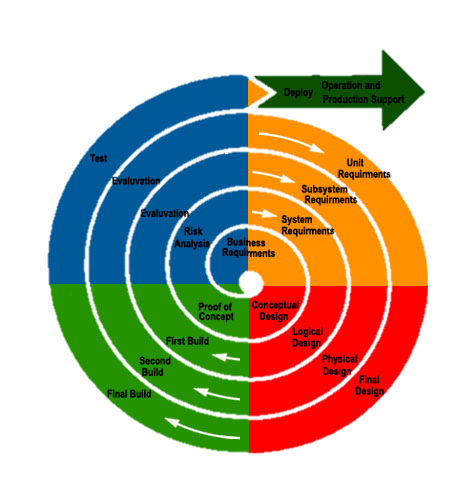 Deploy
Operation and
Production Support
Test
Unit
Requirments
Evaluvation
Subsystem
Requirments
Evaluvation
System
Requirments
Risk
Analysis
Business
Requirments
Proof of
Concept
Conceptual
Design
First Build
Logical
Design
Second
Build
Physical
Design
Final Build
Final
Design